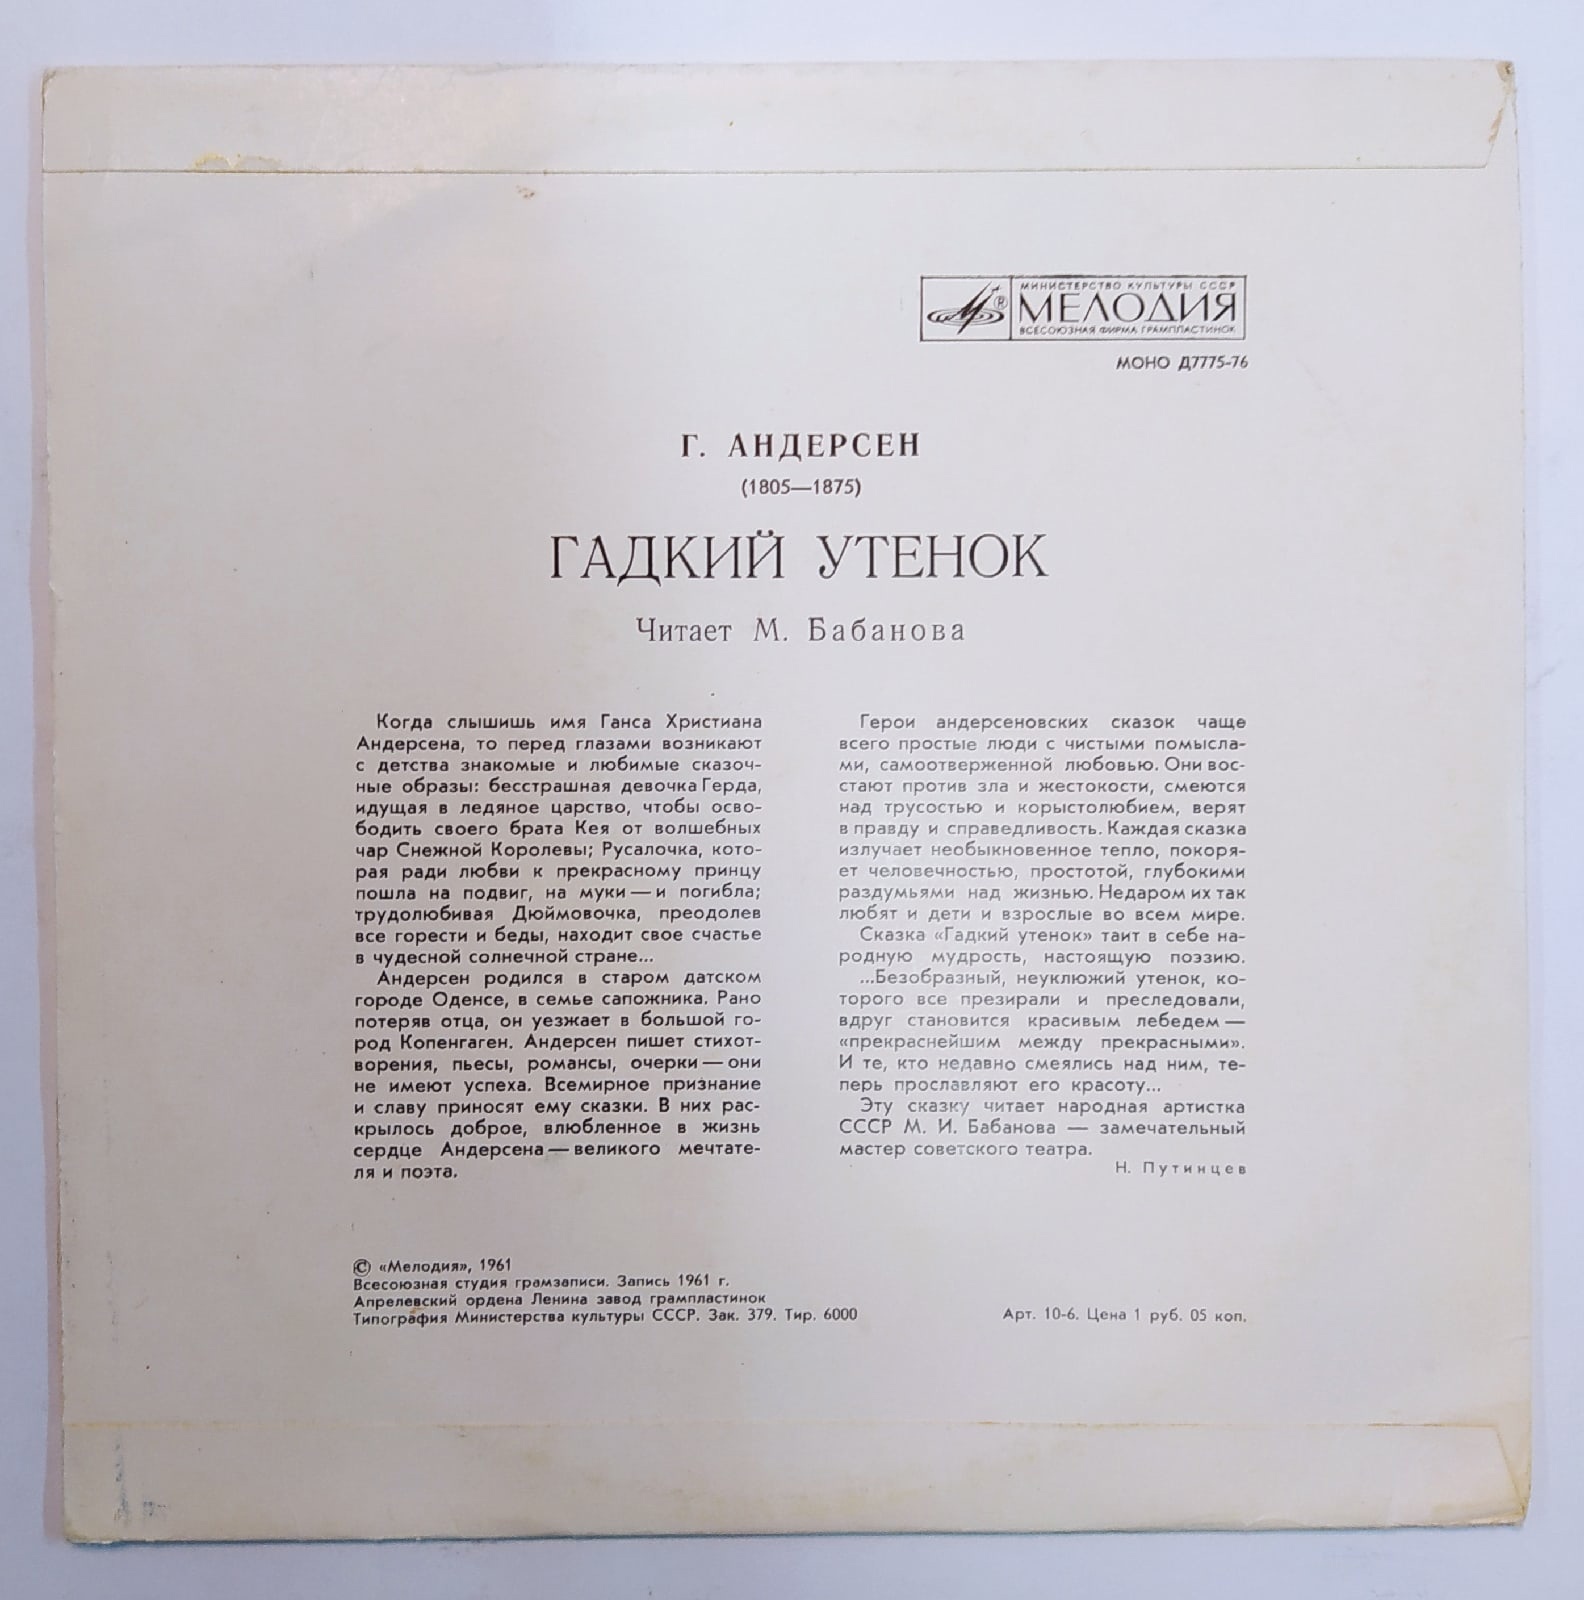 МИНИСТЕРСТВО КУЛЬТУРЫ СССР
МЕЛОДИЯ
ВСЕСОЮЗНАЯ ФИРМА ГРАМПЛАСТИНОК
МОНО Д7775-76
Г. АНДЕРСЕН
(1805—1875)
ГАДКИЙ УТЕНОК
Читает М. Бабанова
Когда слышишь имя Ганса Христиана
Андерсена, то перед глазами возникают
с детства знакомые и любимые сказоч-
ные образы: бесстрашная девочка Герда,
идущая в ледяное царство, чтобы осво-
бодить своего брата Кея от волшебных
чар Снежной Королевы; Русалочка, кото-
рая ради любви к прекрасному принцу
пошла на подвиг, на муки — и погибла;
трудолюбивая Дюймовочка, преодолев
все горести и беды, находит свое счастье
в чудесной солнечной стране...
Андерсен родился в старом датском
городе Оденсе, в семье сапожника. Рано
потеряв отца, он уезжает в большой го-
род Копенгаген. Андерсен пишет стихот-
ворения, пьесы, романсы, очерки — они
не имеют успеха. Всемирное признание
и славу приносят ему сказки. В них рас-
крылось доброе, влюбленное в жизнь
сердце Андерсена — великого мечтате-
ля и поэта.
Герои андерсеновских сказок чаще
всего простые люди с чистыми помысла-
ми, самоотверженной любовью. Они вос-
стают против зла и жестокости, смеются
над трусостью и корыстолюбием, верят
в правду и справедливость. Каждая сказка
излучает необыкновенное тепло, покоря-
ет человечностью, простотой, глубокими
раздумьями над жизнью. Недаром их так
любят и дети и взрослые во всем мире.
Сказка «Гадкий утенок» таит в себе на-
родную мудрость, настоящую поэзию.
...Безобразный, неуклюжий утенок, ко-
торого все презирали и преследовали,
вдруг становится красивым лебедем —
«прекраснейшим между прекрасными».
И те, кто недавно смеялись над ним, те-
перь прославляют его красоту...
Эту сказку читает народная артистка
СССР М. И. Бабанова — замечательный
мастер советского театра.
Н. Путинцев
© «Мелодия», 1961
Всесоюзная студия грамзаписи. Запись 1961 г.
Апрелевский ордена Ленина завод грампластинок
Типография Министерства культуры СССР. Зак. 379. Тир. 6000
Арт. 10-6. Цена 1 руб. 05 коп.